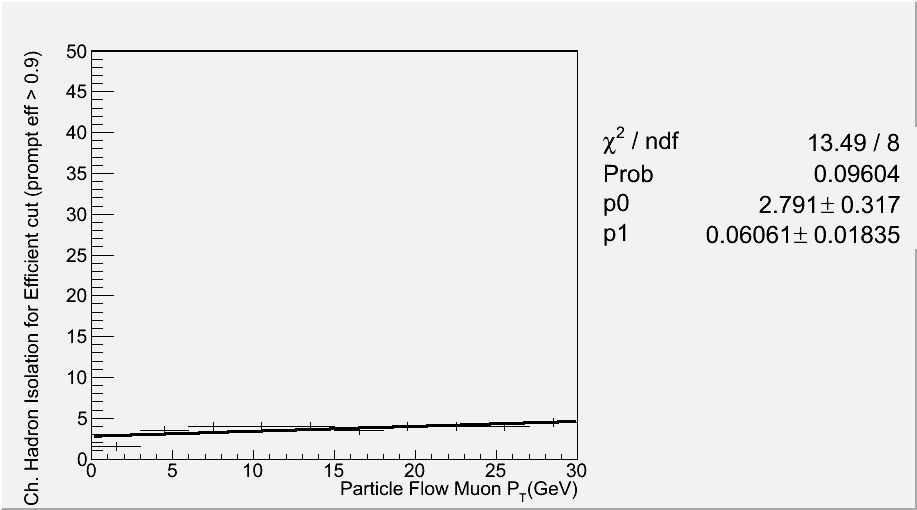 Ch. Hadron Isolation for Efficient cut (prompt eff > 0.9)
50
45
40
35
30
25
20
15
10
5
0
0 5 10 15 20 25 30
Particle Flow Muon P_T(GeV)
χ² / ndf 13.49 / 8
Prob 0.09604
p0 2.791± 0.317
p1 0.06061± 0.01835